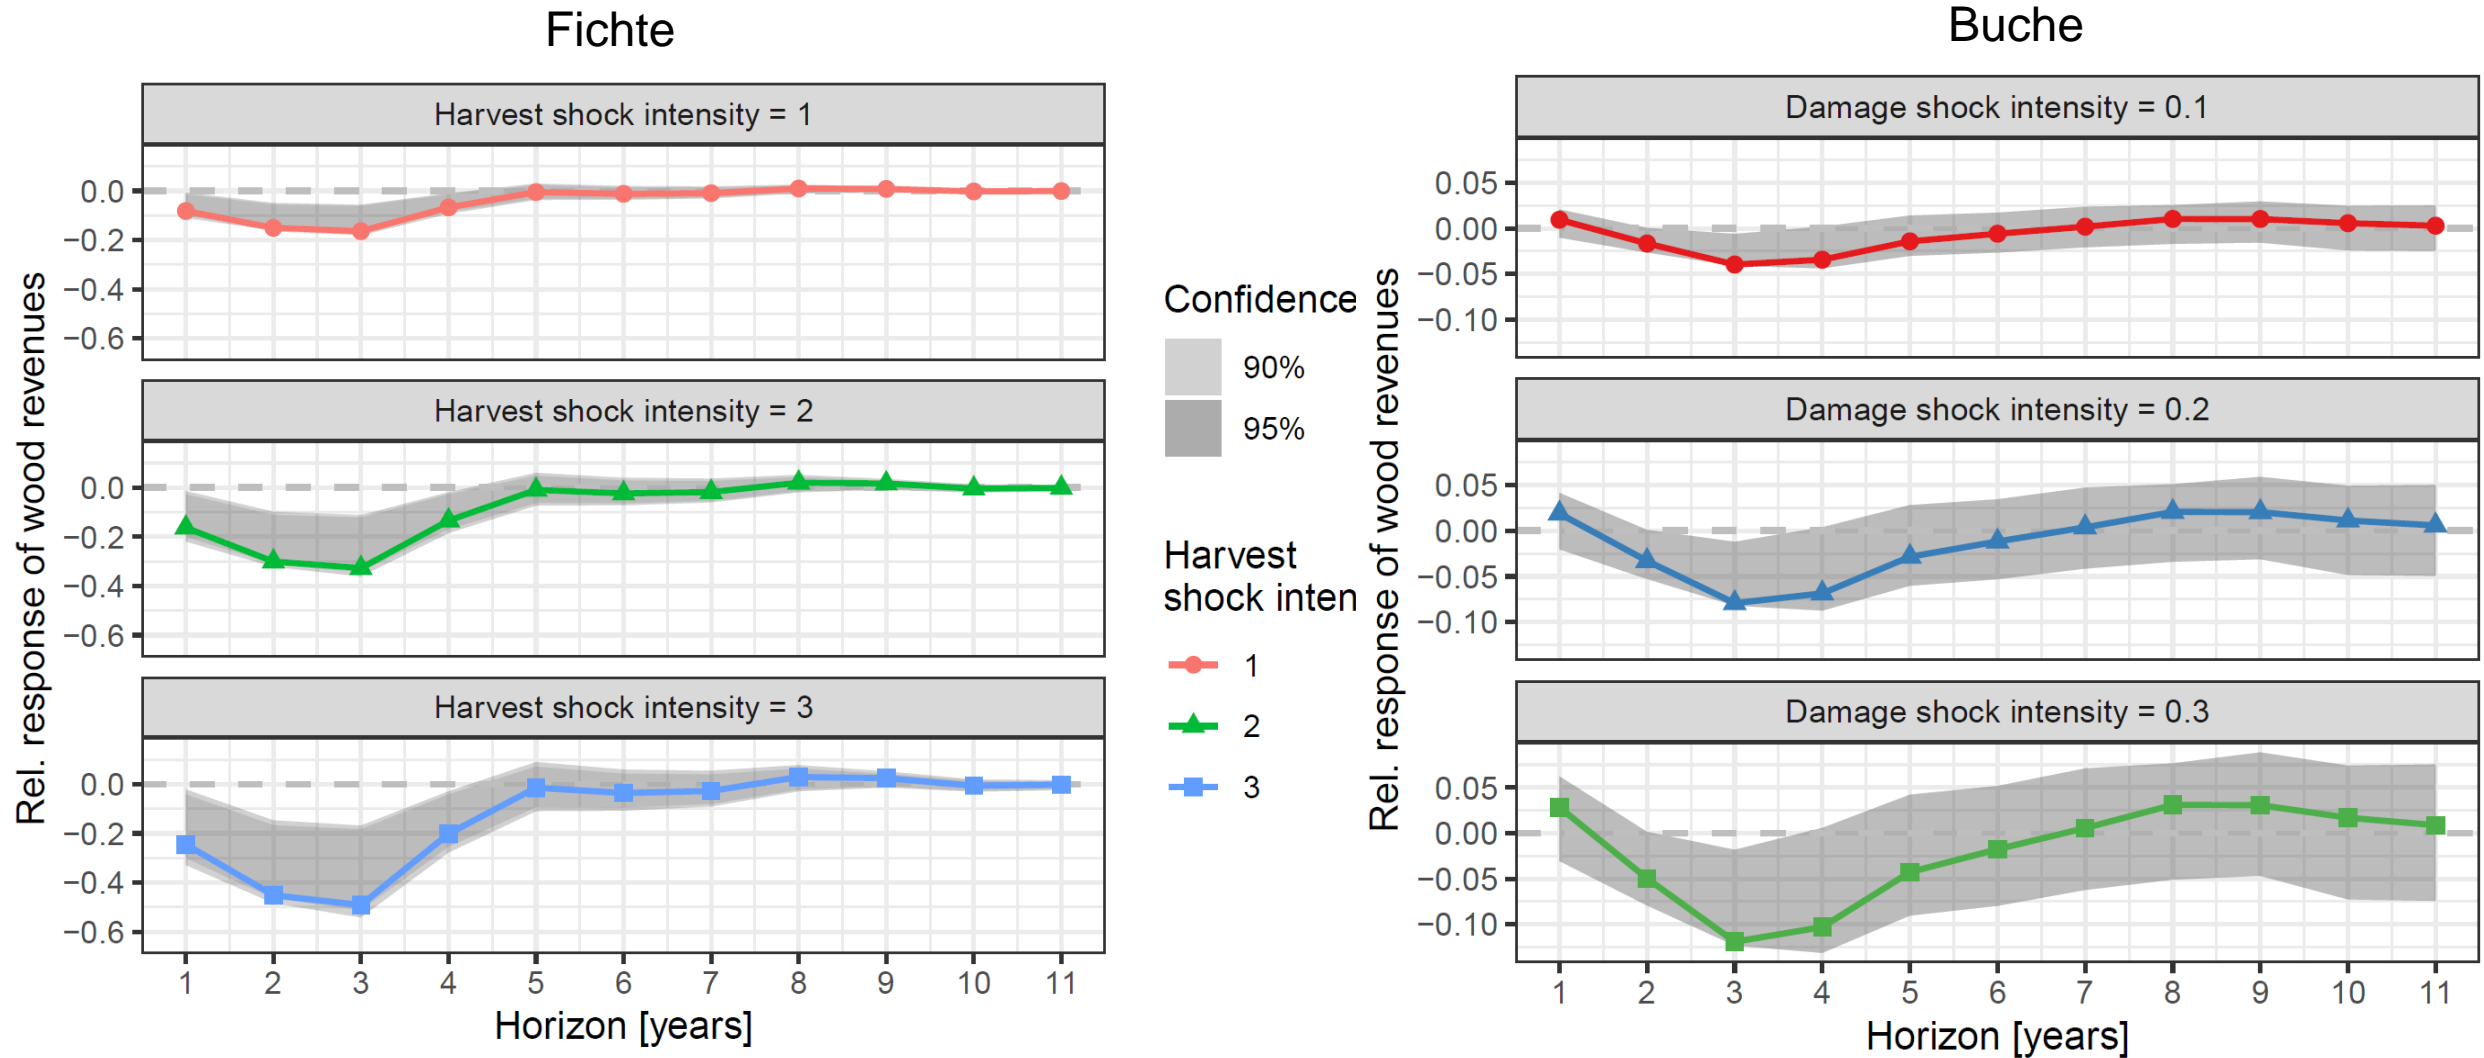 Fichte
Harvest shock intensity = 1
0.0
−0.2
−0.4
−0.6
Harvest shock intensity = 2
0.0
−0.2
−0.4
−0.6
Harvest shock intensity = 3
0.0
−0.2
−0.4
−0.6
1 2 3 4 5 6 7 8 9 10 11
Horizon [years]
Rel. response of wood revenues
Confidence
90%
95%
Harvest
shock inten
1
2
3
Buche
Damage shock intensity = 0.1
0.05
0.00
−0.05
−0.10
Damage shock intensity = 0.2
0.05
0.00
−0.05
−0.10
Damage shock intensity = 0.3
0.05
0.00
−0.05
−0.10
1 2 3 4 5 6 7 8 9 10 11
Horizon [years]
Rel. response of wood revenues